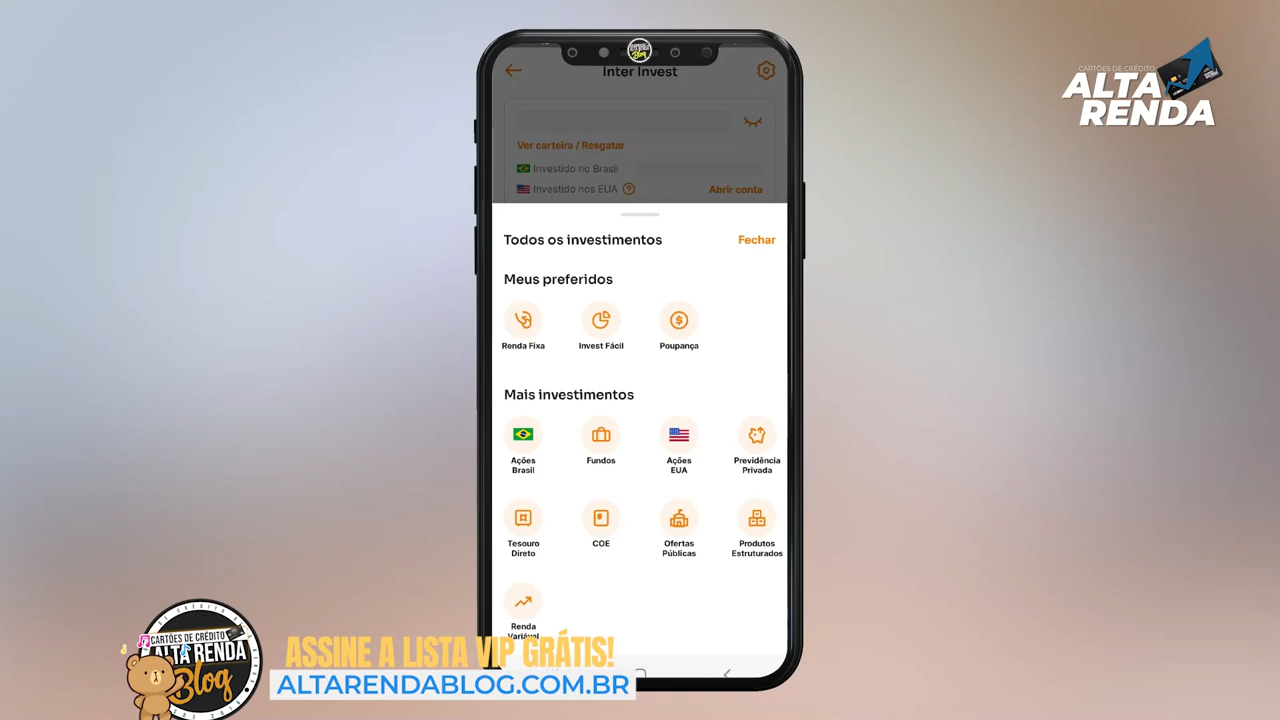 Inter Invest
Ver carteira / Resgatar
Investido no Brasil
Investido nos EUA
Abrir conta
Todos os investimentos
Fechar
Meus preferidos
Renda Fixa
Invest Fácil
Poupança
Mais investimentos
Ações
Brasil
Fundos
Ações
EUA
Previdência
Privada
Tesouro
Direto
COE
Ofertas
Públicas
Produtos
Estruturados
Renda
Variável
CARTÕES DE CRÉDITO
ALTA
RENDA
CARTÕES DE CRÉDITO
ALTA RENDA
Blog
ASSINE A LISTA VIP GRÁTIS!
ALTARENDABLOG.COM.BR